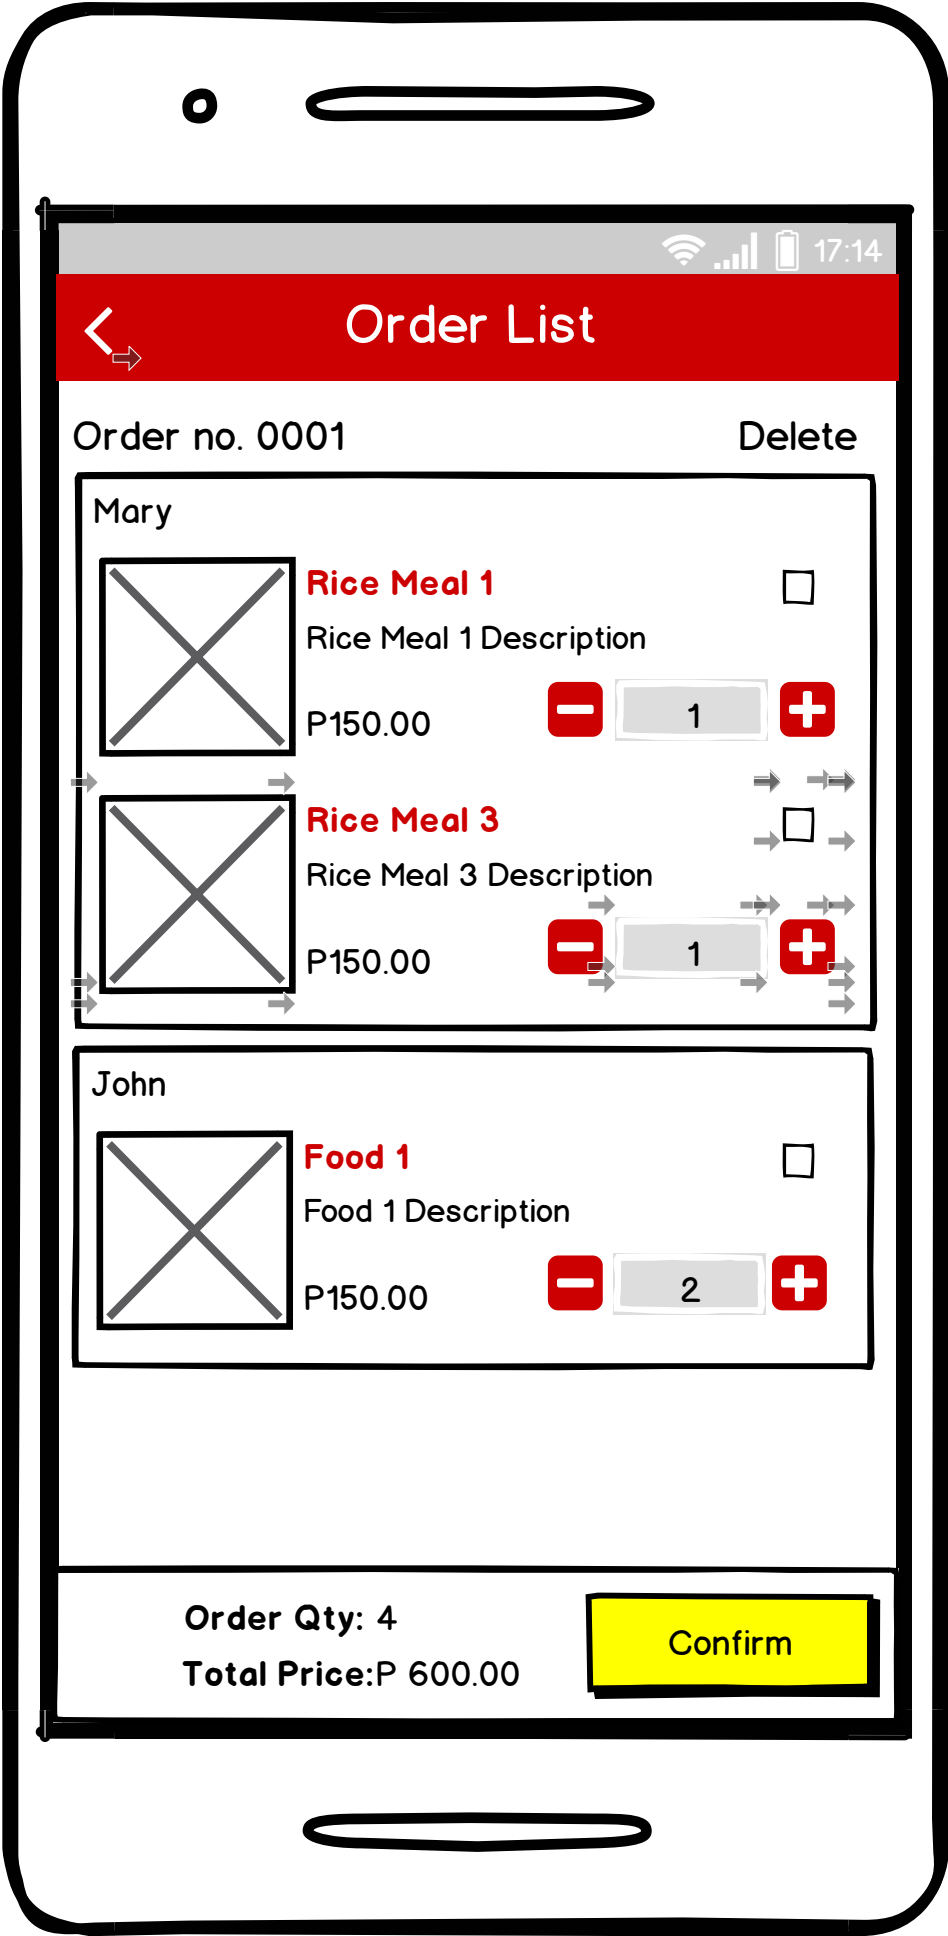 17:14
Order List
Order no. 0001 Delete
Mary
Rice Meal 1
Rice Meal 1 Description
P150.00 1
Rice Meal 3
Rice Meal 3 Description
P150.00 1
John
Food 1
Food 1 Description
P150.00 2
Order Qty: 4
Total Price:P 600.00
Confirm